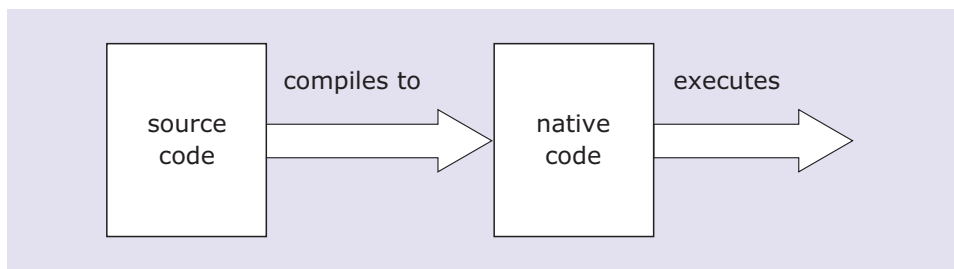 source
code
compiles to
native
code
executes